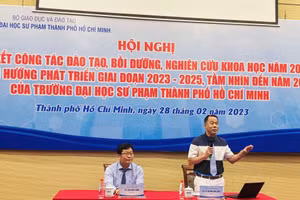 BỘ GIÁO DỤC VÀ ĐÀO TẠO
ĐẠI HỌC SƯ PHẠM THÀNH PHỐ HỒ CHÍ MINH
HỘI NGHỊ
KẾT CÔNG TÁC ĐÀO TẠO, BỒI DƯỠNG, NGHIÊN CỨU KHOA HỌC NĂM 20
HƯỚNG PHÁT TRIỂN GIAI ĐOẠN 2023 - 2025, TẦM NHÌN ĐẾN NĂM 20
CỦA TRƯỜNG ĐẠI HỌC SƯ PHẠM THÀNH PHỐ HỒ CHÍ MINH
Thành phố Hồ Chí Minh, ngày 28 tháng 02 năm 2023